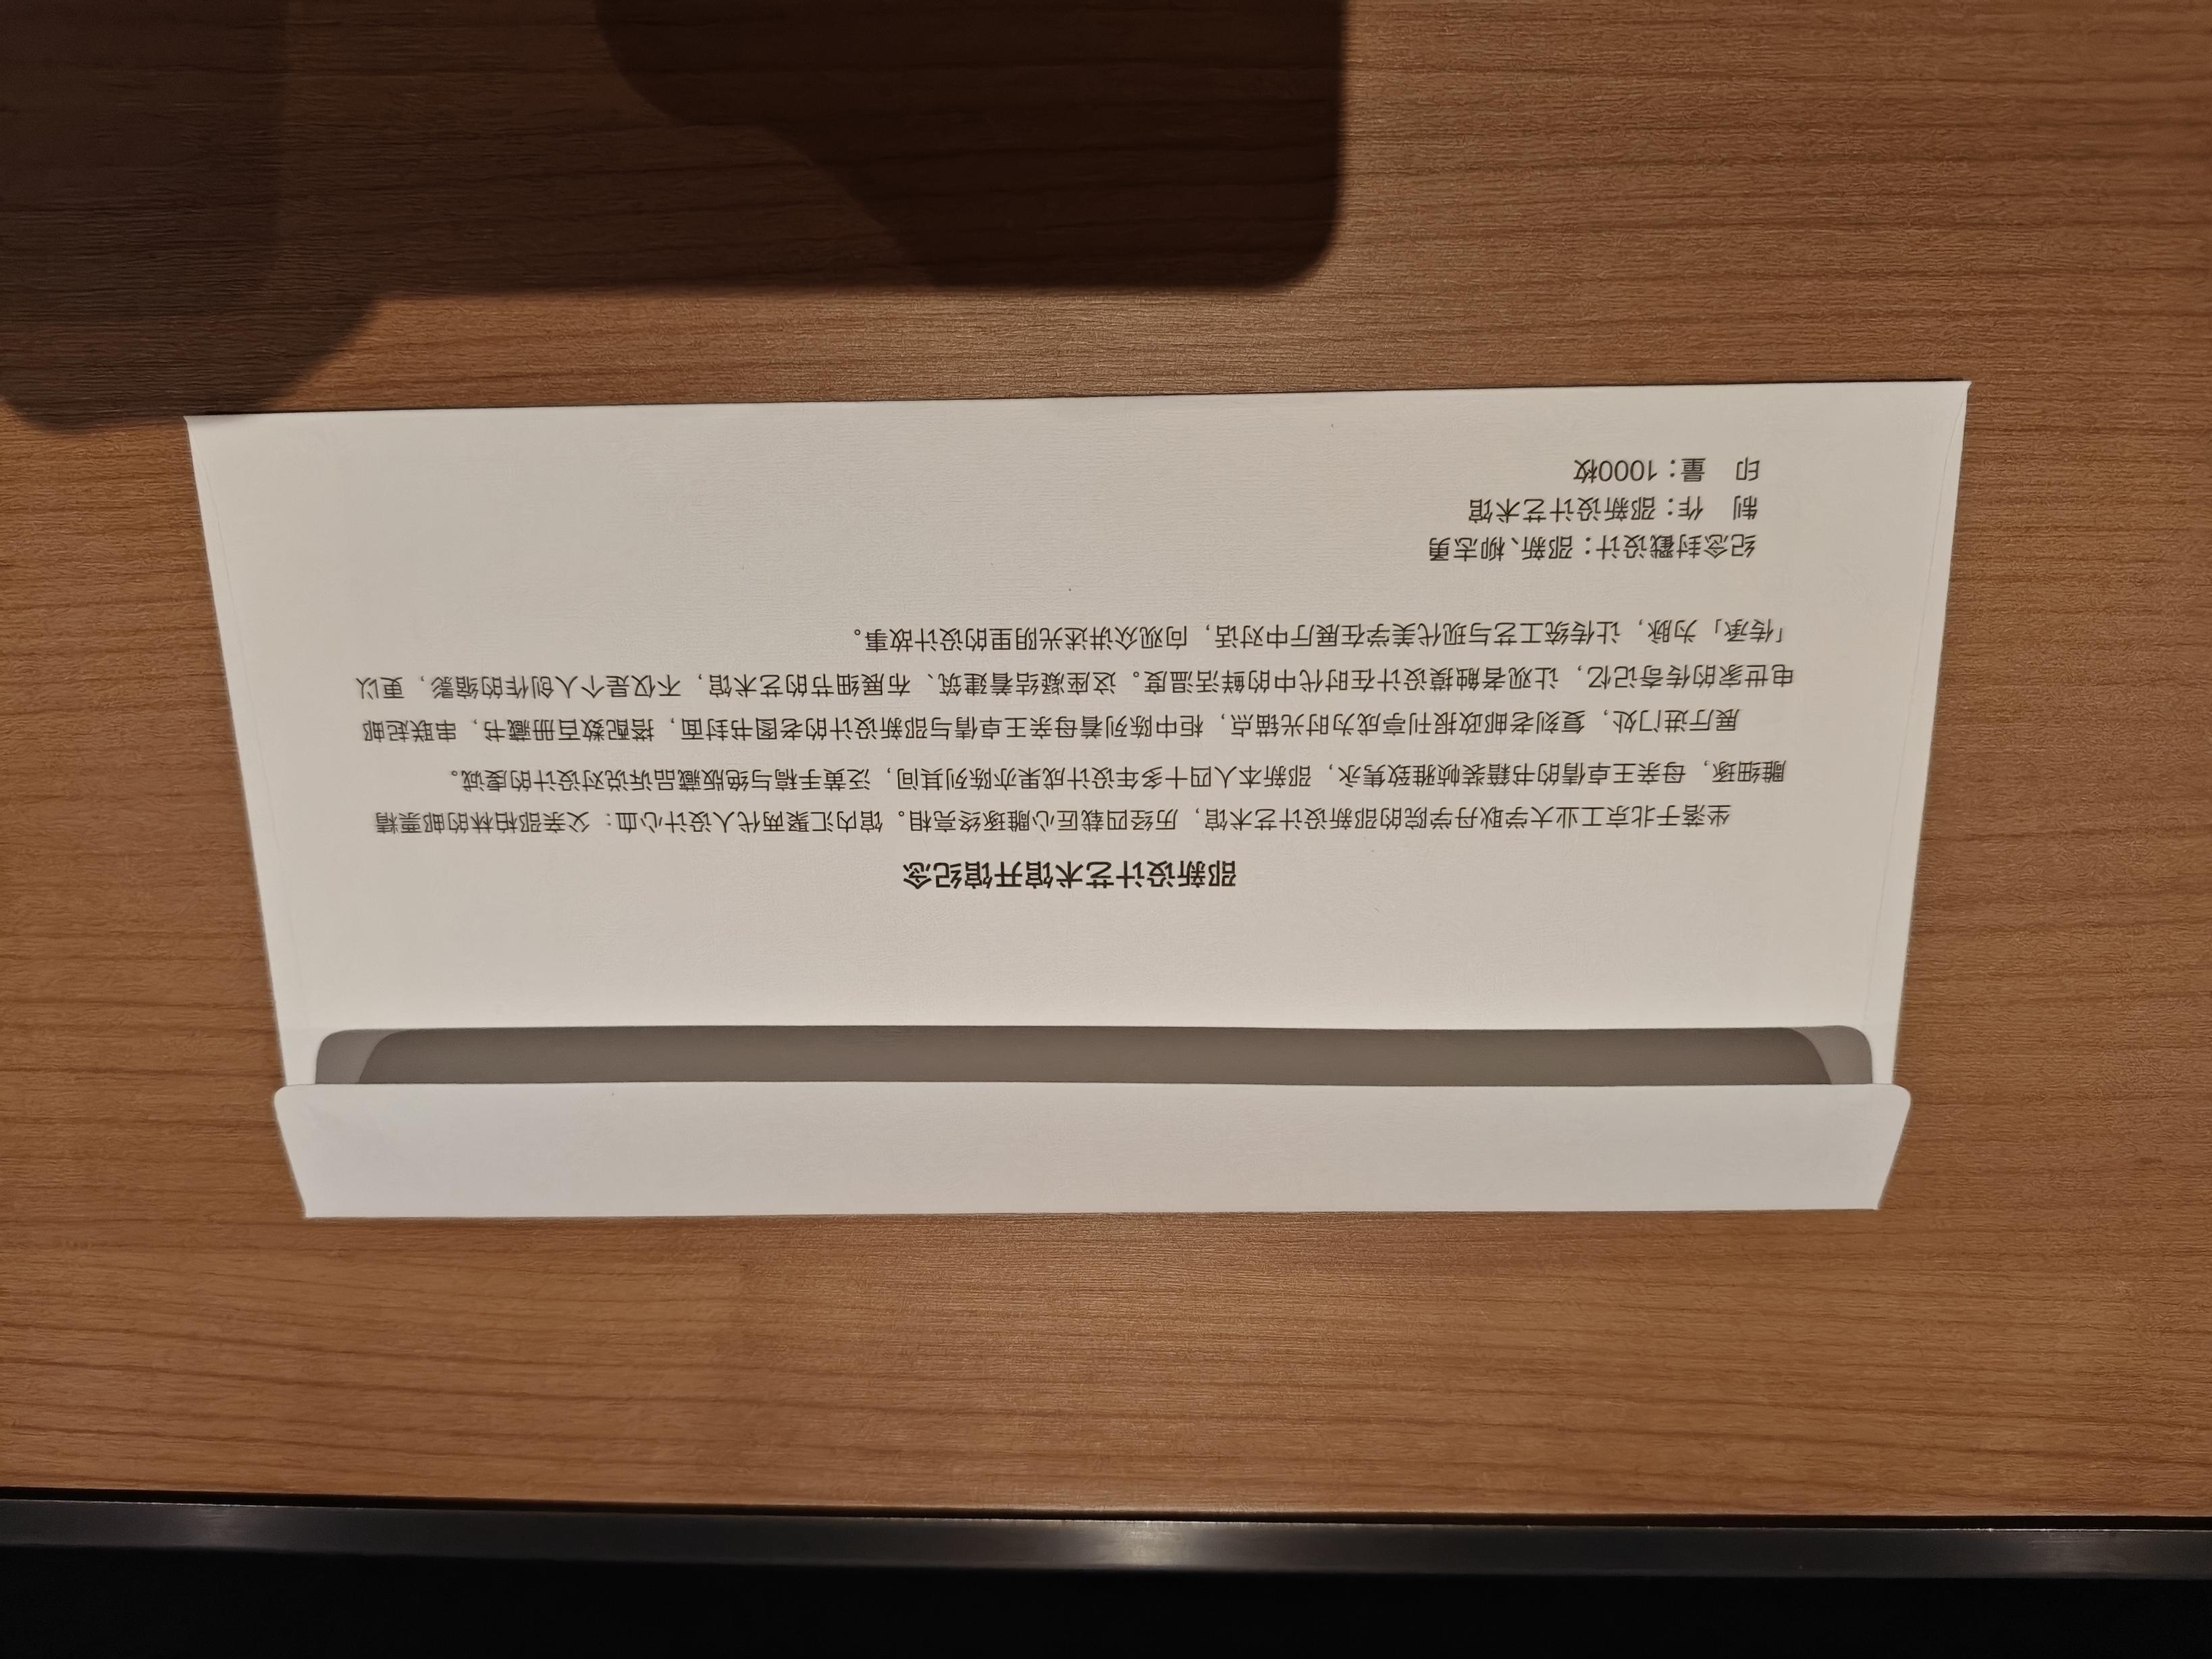 邵新设计艺术馆开馆纪念
坐落于北京工业大学耿丹学院的邵新设计艺术馆，历经四载匠心雕琢终亮相。馆内汇聚两代人设计心血：父亲邵柏林的邮票精
雕细琢，母亲王卓倩的书籍装帧雅致隽永，邵新本人四十多年设计成果亦陈列其间，泛黄手稿与绝版藏品诉说对设计的虔诚。
展厅进门处，复刻老邮政报刊亭成为时光锚点，柜中陈列着母亲王卓倩与邵新设计的老图书封面，搭配数百册藏书，串联起邮
电世家的传奇记忆，让观者触摸设计在时代中的鲜活温度。这座凝结着建筑、布展细节的艺术馆，不仅是个人创作的缩影，更以
「传承」为脉，让传统工艺与现代美学在展厅中对话，向观众讲述光阴里的设计故事。
纪念封戳设计：邵新、柳志勇
制　作：邵新设计艺术馆
印　量：1000枚